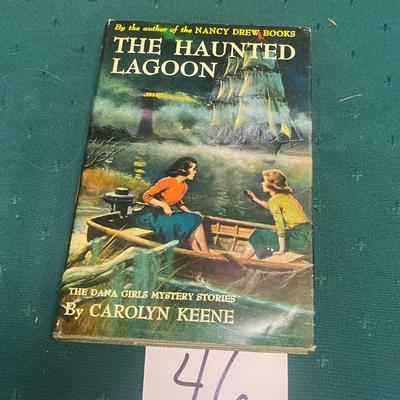 By the author of the NANCY DREW BOOKS
THE HAUNTED
LAGOON
THE DANA GIRLS MYSTERY STORIES
By CAROLYN KEENE
46